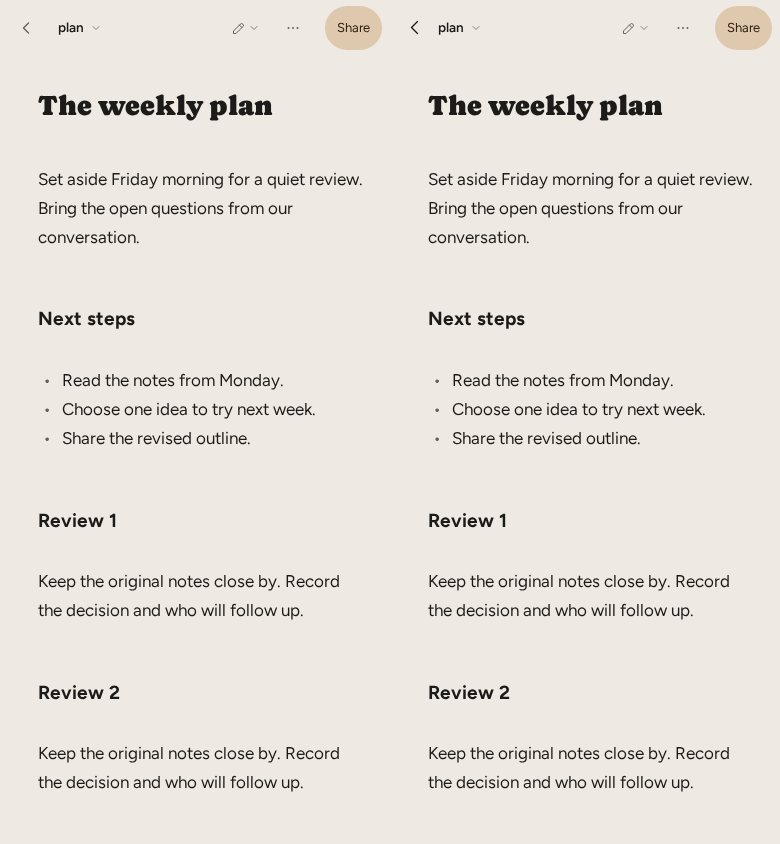 plan
Share
The weekly plan
Set aside Friday morning for a quiet review.
Bring the open questions from our
conversation.
Next steps
• Read the notes from Monday.
• Choose one idea to try next week.
• Share the revised outline.
Review 1
Keep the original notes close by. Record
the decision and who will follow up.
Review 2
Keep the original notes close by. Record
the decision and who will follow up.
plan
Share
The weekly plan
Set aside Friday morning for a quiet review.
Bring the open questions from our
conversation.
Next steps
• Read the notes from Monday.
• Choose one idea to try next week.
• Share the revised outline.
Review 1
Keep the original notes close by. Record
the decision and who will follow up.
Review 2
Keep the original notes close by. Record
the decision and who will follow up.